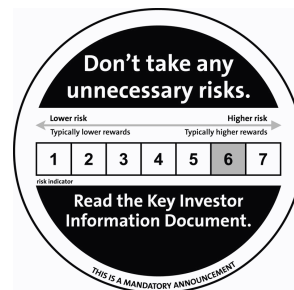 Don't take any
unnecessary risks.
Lower risk Higher risk
Typically lower rewards Typically higher rewards
1 2 3 4 5 6 7
risk indicator
Read the Key Investor
Information Document.
THIS IS A MANDATORY ANNOUNCEMENT